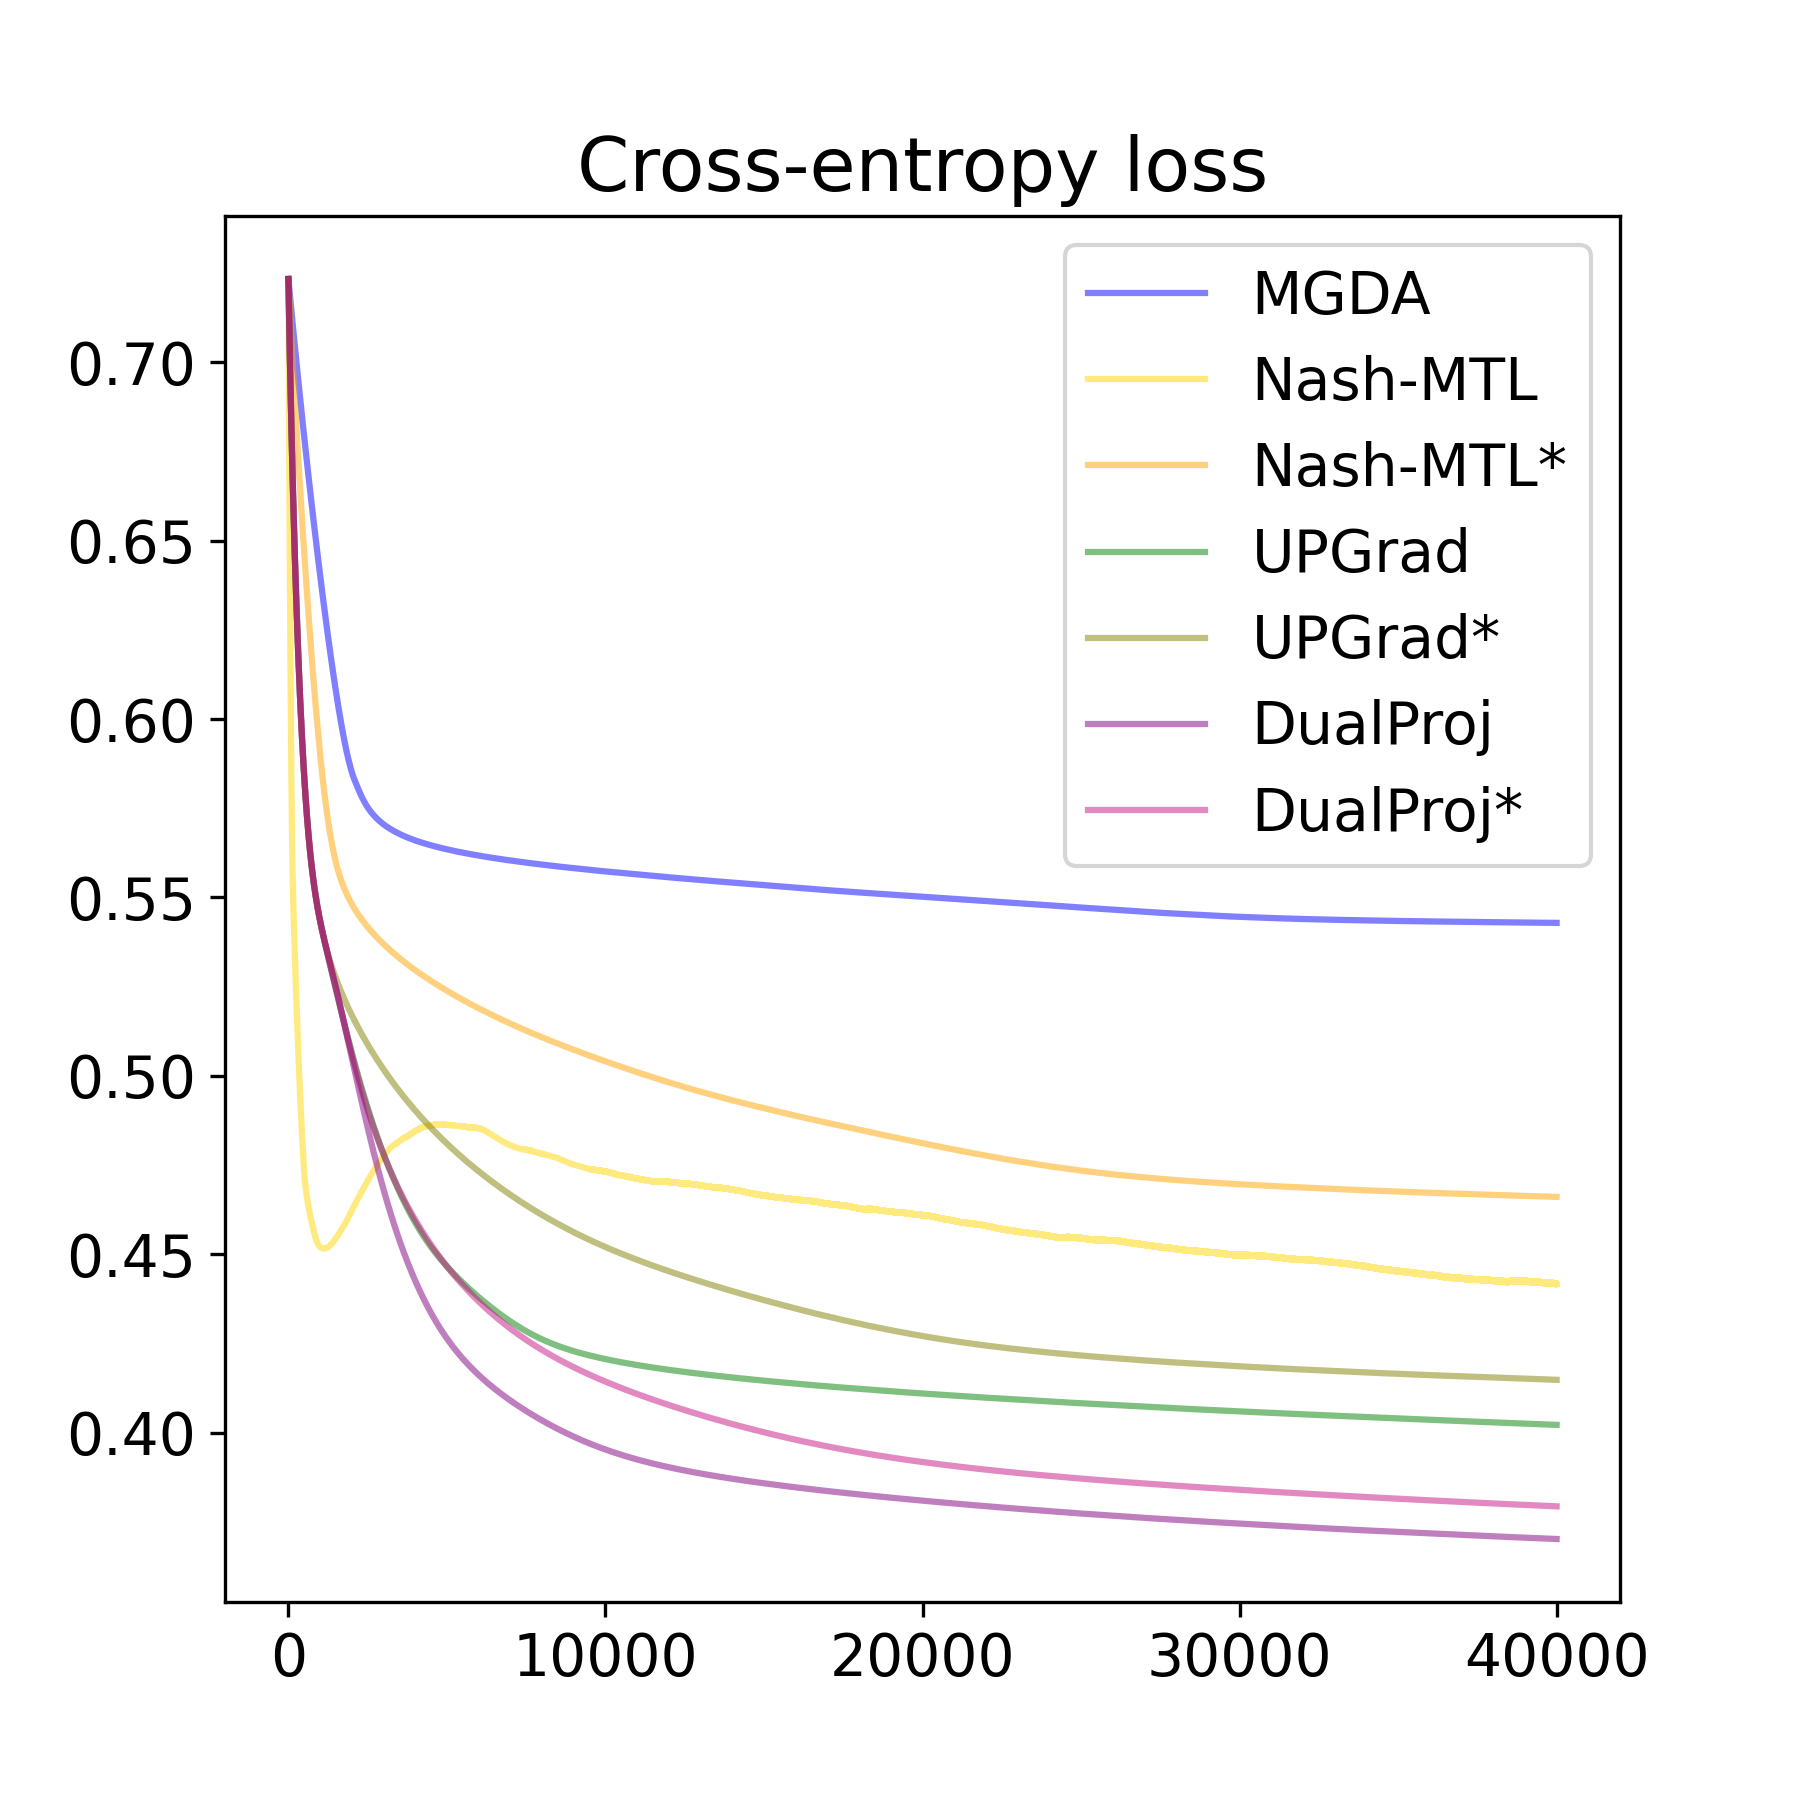 Cross-entropy loss
MGDA
Nash-MTL
Nash-MTL*
UPGrad
UPGrad*
DualProj
DualProj*
0.70
0.65
0.60
0.55
0.50
0.45
0.40
0 10000 20000 30000 40000